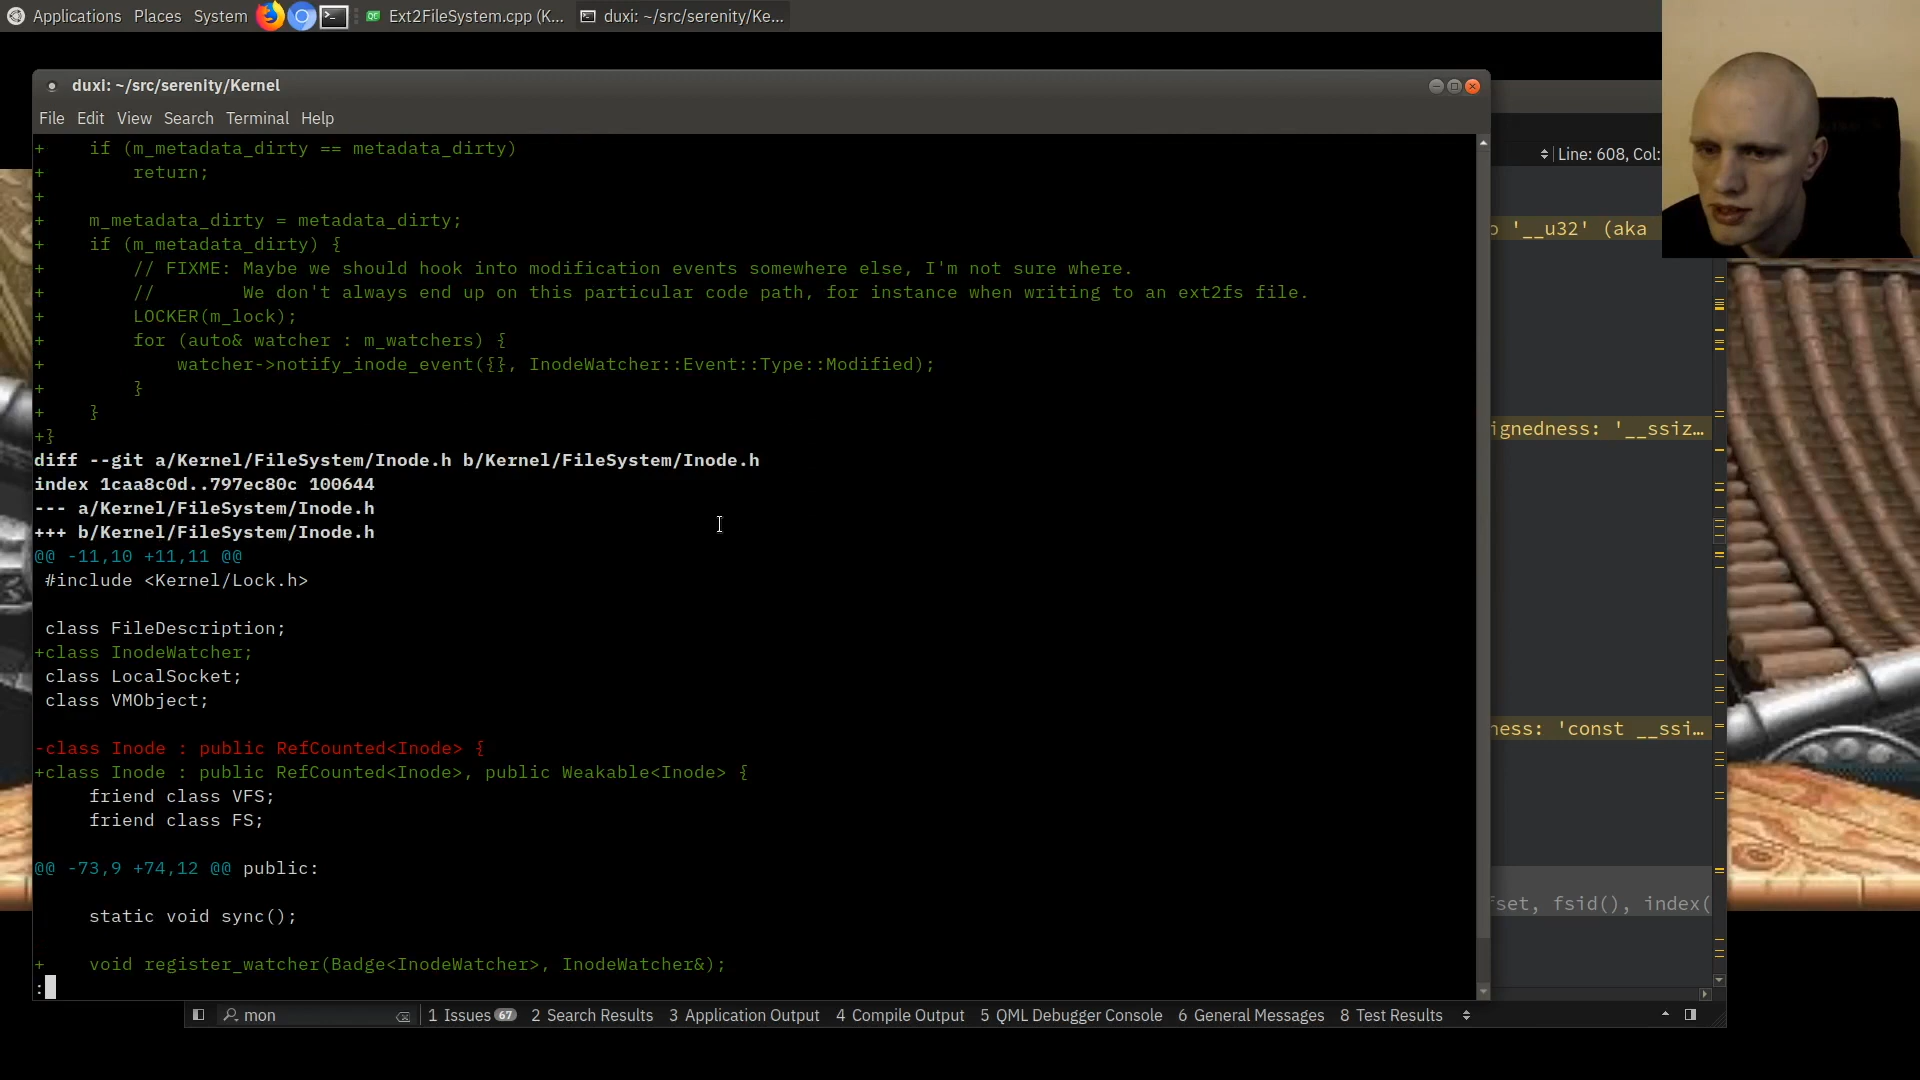 Applications Places System Ext2FileSystem.cpp (K... duxi: ~/src/serenity/Ke...
duxi: ~/src/serenity/Kernel
File Edit View Search Terminal Help
+    if (m_metadata_dirty == metadata_dirty)
+        return;
+
+    m_metadata_dirty = metadata_dirty;
+    if (m_metadata_dirty) {
+        // FIXME: Maybe we should hook into modification events somewhere else, I'm not sure where.
+        //        We don't always end up on this particular code path, for instance when writing to an ext2fs file.
+        LOCKER(m_lock);
+        for (auto& watcher : m_watchers) {
+            watcher->notify_inode_event({}, InodeWatcher::Event::Type::Modified);
+        }
+    }
+}
diff --git a/Kernel/FileSystem/Inode.h b/Kernel/FileSystem/Inode.h
index 1caa8c0d..797ec80c 100644
--- a/Kernel/FileSystem/Inode.h
+++ b/Kernel/FileSystem/Inode.h
@@ -11,10 +11,11 @@
 #include <Kernel/Lock.h>
 class FileDescription;
+class InodeWatcher;
 class LocalSocket;
 class VMObject;
-class Inode : public RefCounted<Inode> {
+class Inode : public RefCounted<Inode>, public Weakable<Inode> {
     friend class VFS;
     friend class FS;
@@ -73,9 +74,12 @@ public:
     static void sync();
+    void register_watcher(Badge<InodeWatcher>, InodeWatcher&);
:
Line: 608, Col:
o '__u32' (aka
ignedness: '__ssiz…
ness: 'const __ssi…
fset, fsid(), index(
mon 1 Issues 67 2 Search Results 3 Application Output 4 Compile Output 5 QML Debugger Console 6 General Messages 8 Test Results